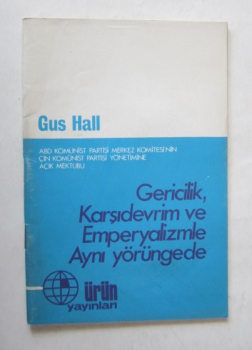 Gus Hall
ABD KOMÜNİST PARTİSİ MERKEZ KOMİTESİ'NİN
ÇİN KOMÜNİST PARTİSİ YÖNETİMİNE
AÇIK MEKTUBU
Gericilik,
Karşıdevrim ve
Emperyalizmle
Aynı yörüngede
ürün
yayınları